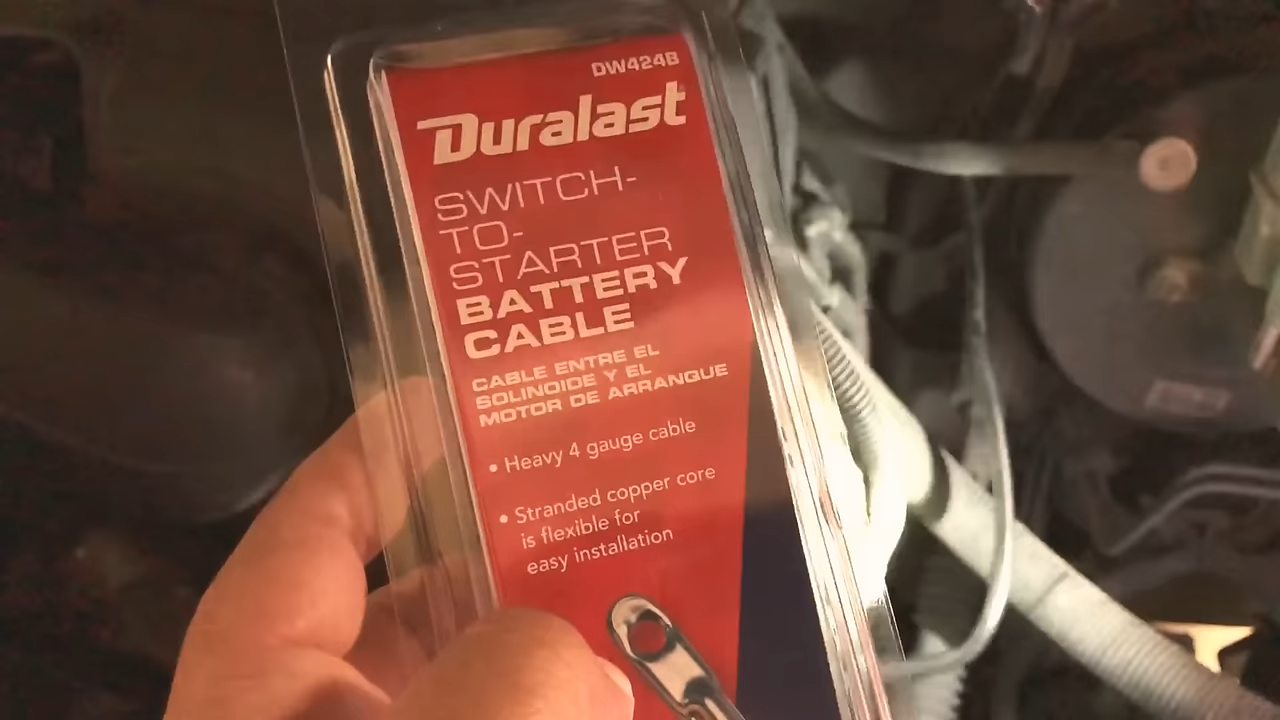 DW424B
Duralast
SWITCH-
TO-
STARTER
BATTERY
CABLE
CABLE ENTRE EL
SOLINOIDE Y EL
MOTOR DE ARRANQUE
• Heavy 4 gauge cable
• Stranded copper core
is flexible for
easy installation